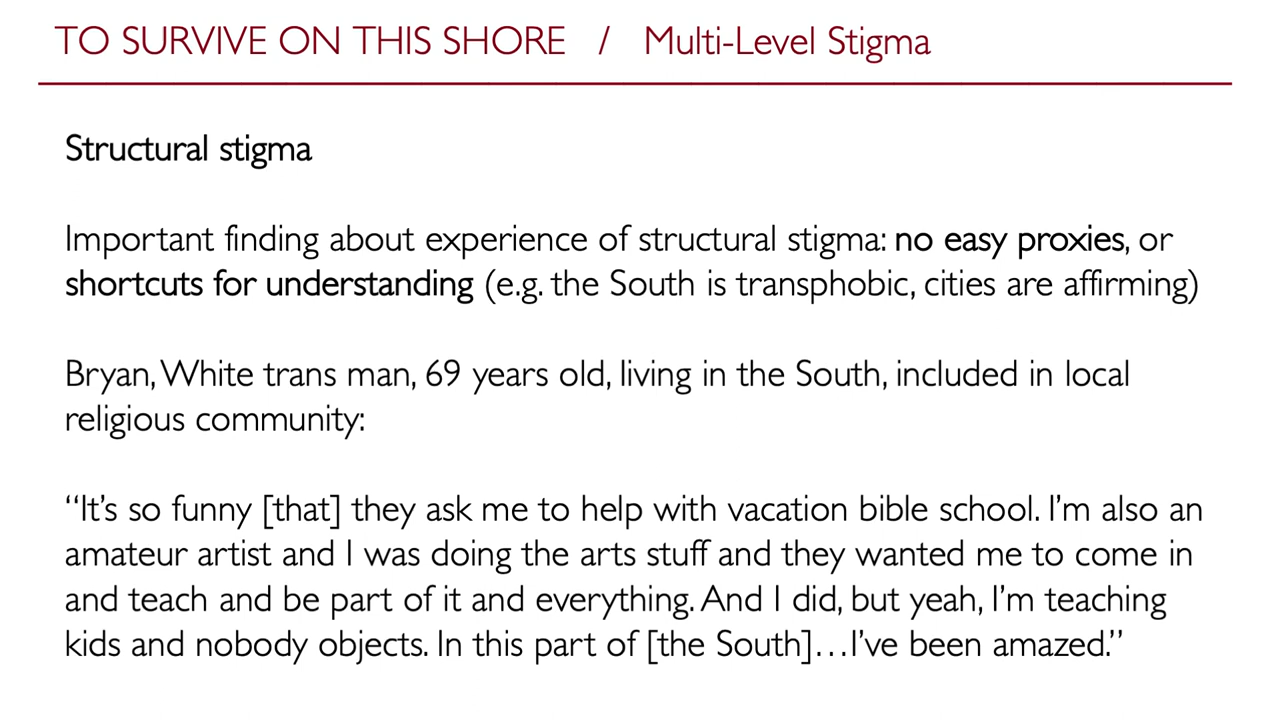 TO SURVIVE ON THIS SHORE / Multi-Level Stigma
Structural stigma
Important finding about experience of structural stigma: no easy proxies, or
shortcuts for understanding (e.g. the South is transphobic, cities are affirming)
Bryan, White trans man, 69 years old, living in the South, included in local
religious community:
“It’s so funny [that] they ask me to help with vacation bible school. I’m also an
amateur artist and I was doing the arts stuff and they wanted me to come in
and teach and be part of it and everything. And I did, but yeah, I’m teaching
kids and nobody objects. In this part of [the South]…I’ve been amazed.”